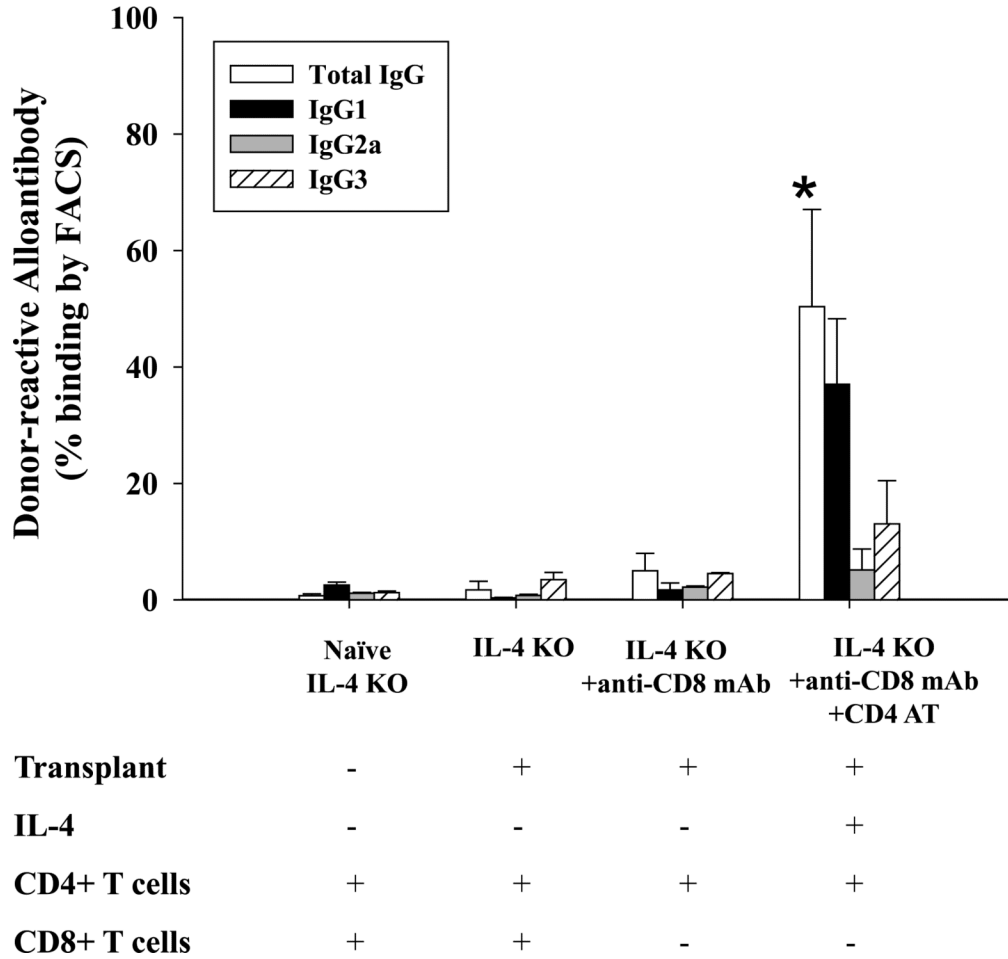 Donor-reactive Alloantibody
(% binding by FACS)
100
80
60
40
20
0
Total IgG
IgG1
IgG2a
IgG3
*
Naïve
IL-4 KO
IL-4 KO
IL-4 KO
+anti-CD8 mAb
IL-4 KO
+anti-CD8 mAb
+CD4 AT
Transplant - + + +
IL-4 - - - +
CD4+ T cells + + + +
CD8+ T cells + + - -